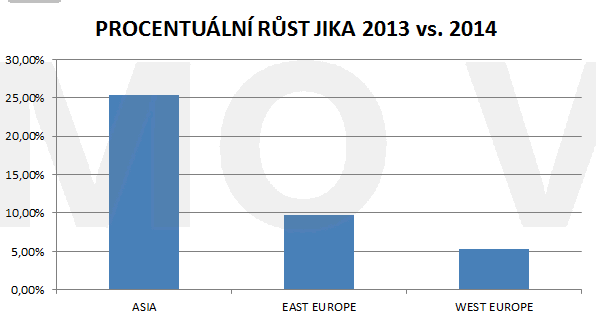 PROCENTUÁLNÍ RŮST JIKA 2013 vs. 2014
30,00%
25,00%
20,00%
15,00%
10,00%
5,00%
0,00%
ASIA EAST EUROPE WEST EUROPE
MO V